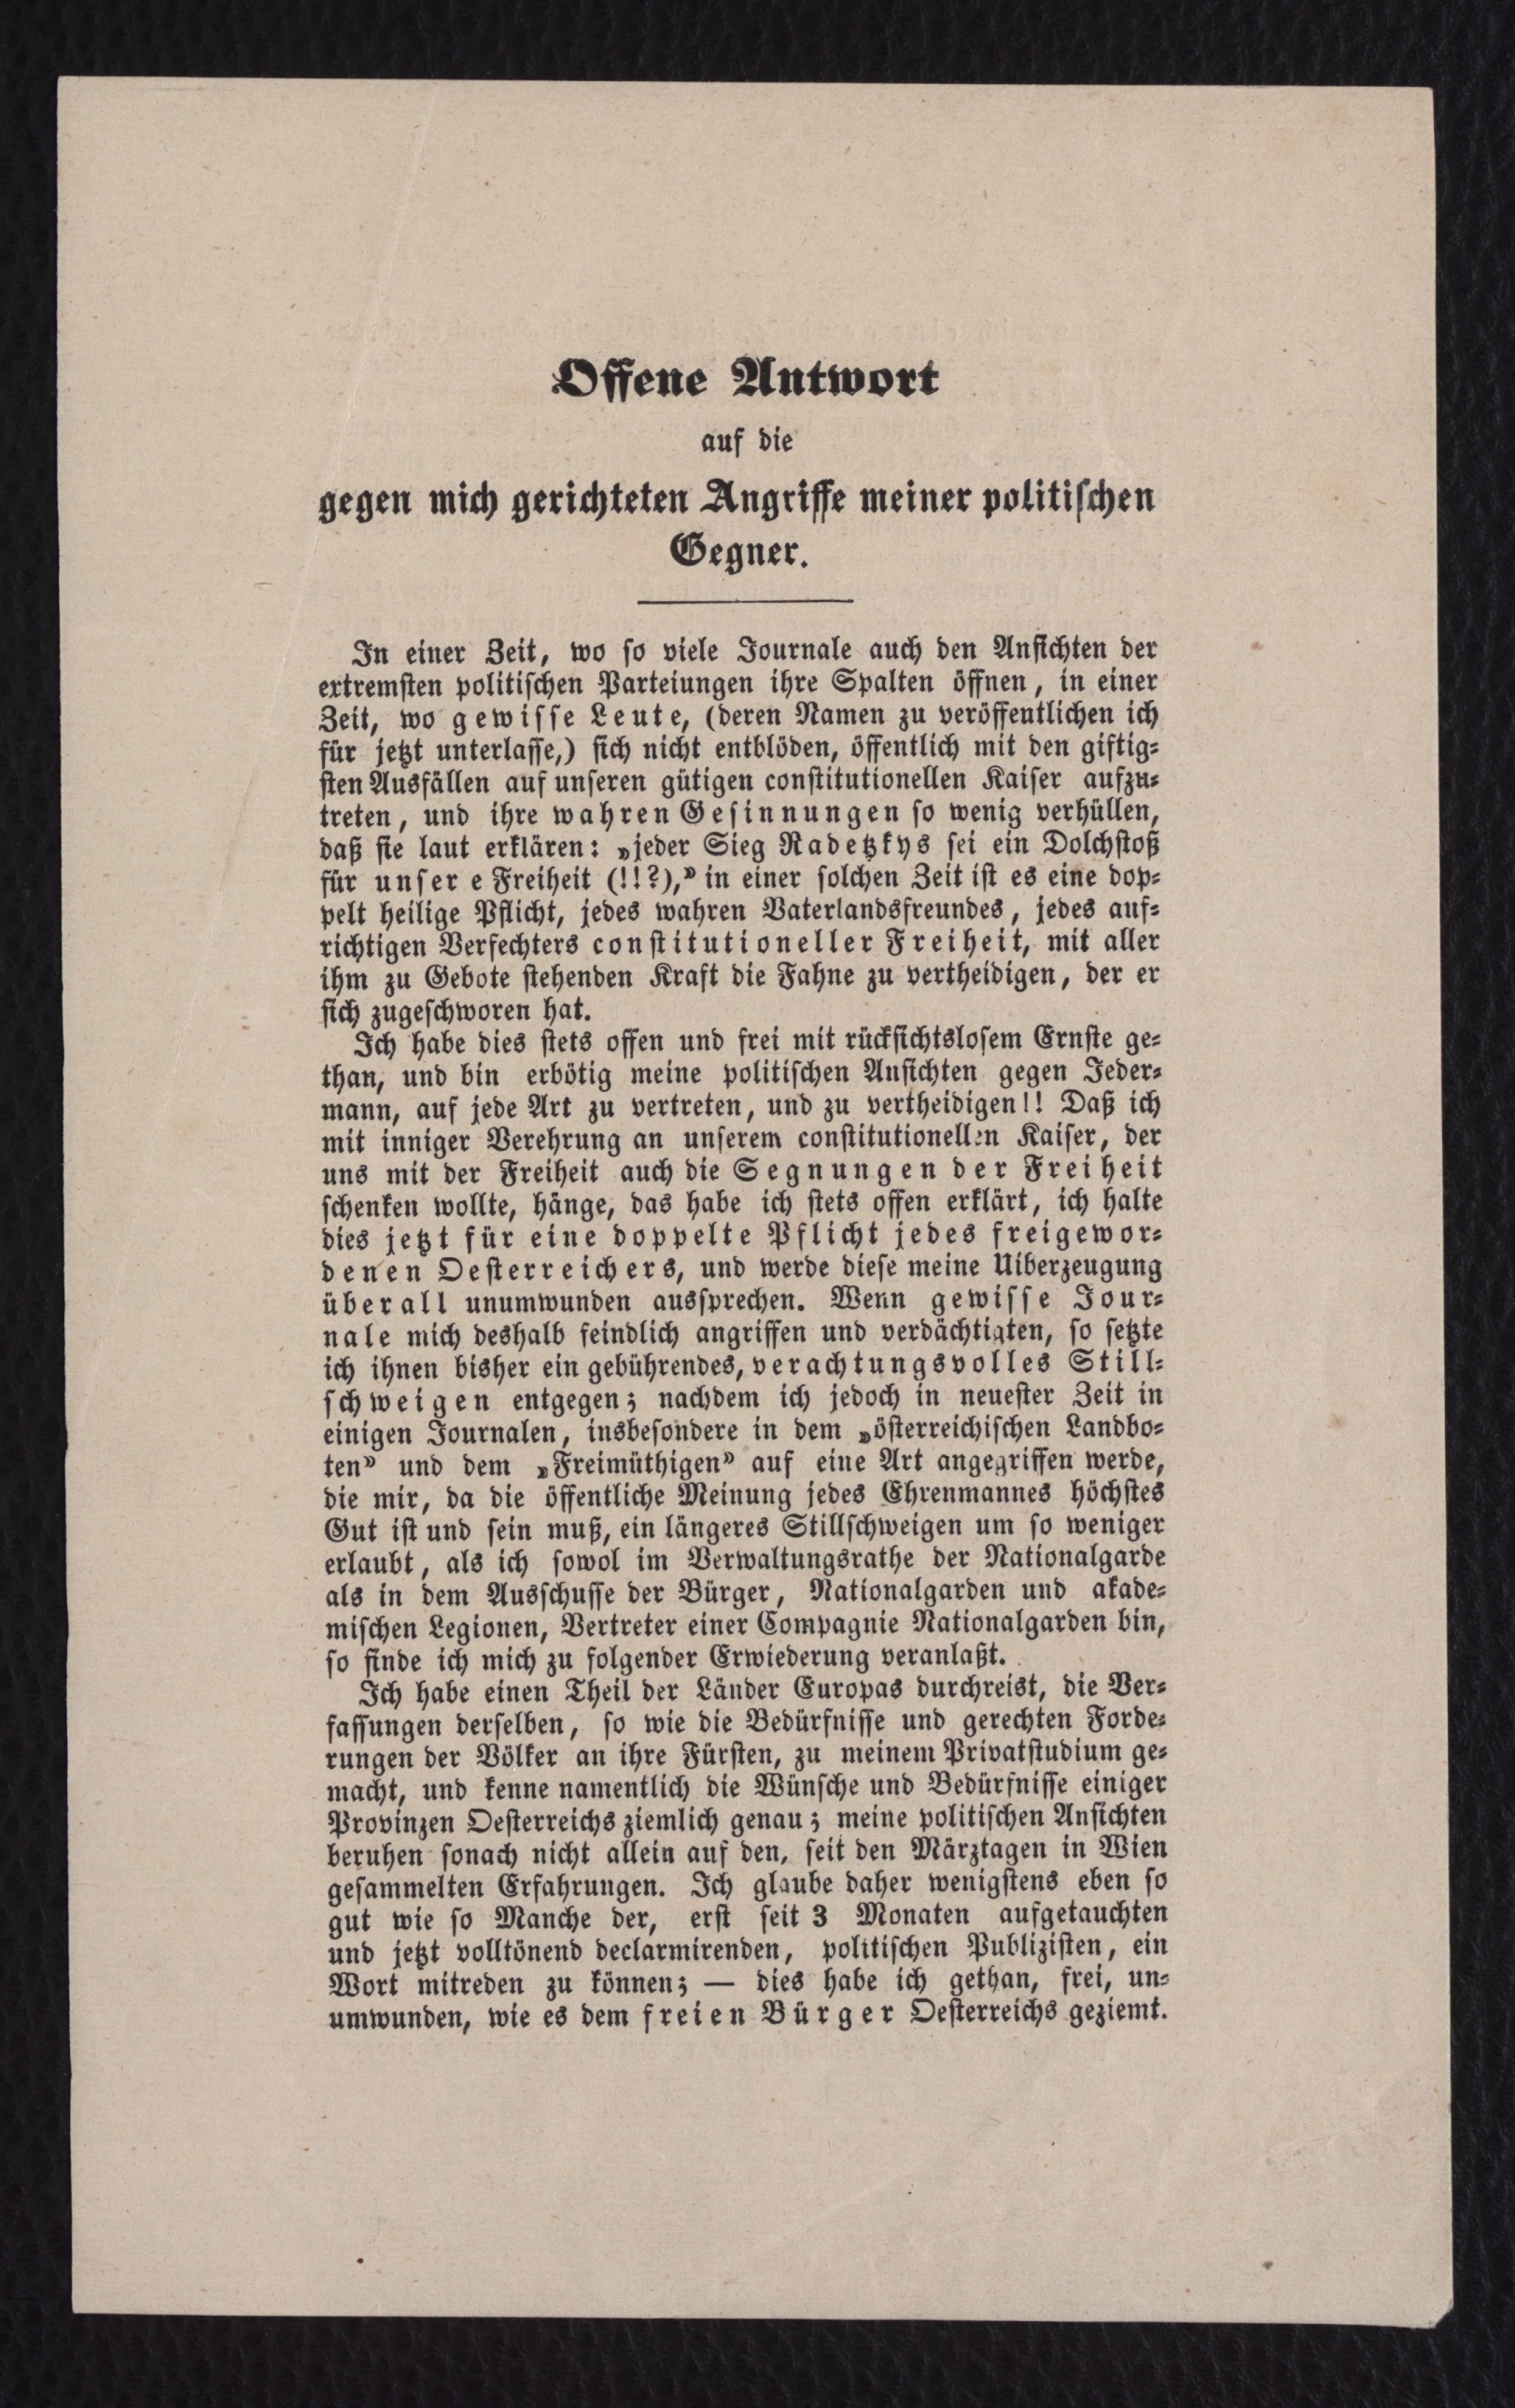 Offene Antwort
auf die
gegen mich gerichteten Angriffe meiner politischen
Gegner.
In einer Zeit, wo so viele Journale auch den Ansichten der
extremsten politischen Parteiungen ihre Spalten öffnen, in einer
Zeit, wo gewisse Leute, (deren Namen zu veröffentlichen ich
für jetzt unterlasse,) sich nicht entblöden, öffentlich mit den giftig-
sten Ausfällen auf unseren gütigen constitutionellen Kaiser aufzu-
treten, und ihre wahren Gesinnungen so wenig verhüllen,
daß sie laut erklären: „jeder Sieg Radetzkys sei ein Dolchstoß
für unser e Freiheit (!!?),” in einer solchen Zeit ist es eine dop-
pelt heilige Pflicht, jedes wahren Vaterlandsfreundes, jedes auf-
richtigen Verfechters constitutioneller Freiheit, mit aller
ihm zu Gebote stehenden Kraft die Fahne zu vertheidigen, der er
sich zugeschworen hat.
Ich habe dies stets offen und frei mit rücksichtslosem Ernste ge-
than, und bin erbötig meine politischen Ansichten gegen Jeder-
mann, auf jede Art zu vertreten, und zu vertheidigen!! Daß ich
mit inniger Verehrung an unserem constitutionellen Kaiser, der
uns mit der Freiheit auch die Segnungen der Freiheit
schenken wollte, hänge, das habe ich stets offen erklärt, ich halte
dies jetzt für eine doppelte Pflicht jedes freigewor-
denen Oesterreichers, und werde diese meine Uiberzeugung
überall unumwunden aussprechen. Wenn gewisse Jour-
nale mich deshalb feindlich angriffen und verdächtigten, so setzte
ich ihnen bisher ein gebührendes, verachtungsvolles Still-
schweigen entgegen; nachdem ich jedoch in neuester Zeit in
einigen Journalen, insbesondere in dem „österreichischen Landbo-
ten” und dem „Freimüthigen” auf eine Art angegriffen werde,
die mir, da die öffentliche Meinung jedes Ehrenmannes höchstes
Gut ist und sein muß, ein längeres Stillschweigen um so weniger
erlaubt, als ich sowol im Verwaltungsrathe der Nationalgarde
als in dem Ausschusse der Bürger, Nationalgarden und akade-
mischen Legionen, Vertreter einer Compagnie Nationalgarden bin,
so finde ich mich zu folgender Erwiederung veranlaßt.
Ich habe einen Theil der Länder Europas durchreist, die Ver-
fassungen derselben, so wie die Bedürfnisse und gerechten Forde-
rungen der Völker an ihre Fürsten, zu meinem Privatstudium ge-
macht, und kenne namentlich die Wünsche und Bedürfnisse einiger
Provinzen Oesterreichs ziemlich genau; meine politischen Ansichten
beruhen sonach nicht allein auf den, seit den Märztagen in Wien
gesammelten Erfahrungen. Ich glaube daher wenigstens eben so
gut wie so Manche der, erst seit 3 Monaten aufgetauchten
und jetzt volltönend declarmirenden, politischen Publizisten, ein
Wort mitreden zu können; — dies habe ich gethan, frei, un-
umwunden, wie es dem freien Bürger Oesterreichs geziemt.